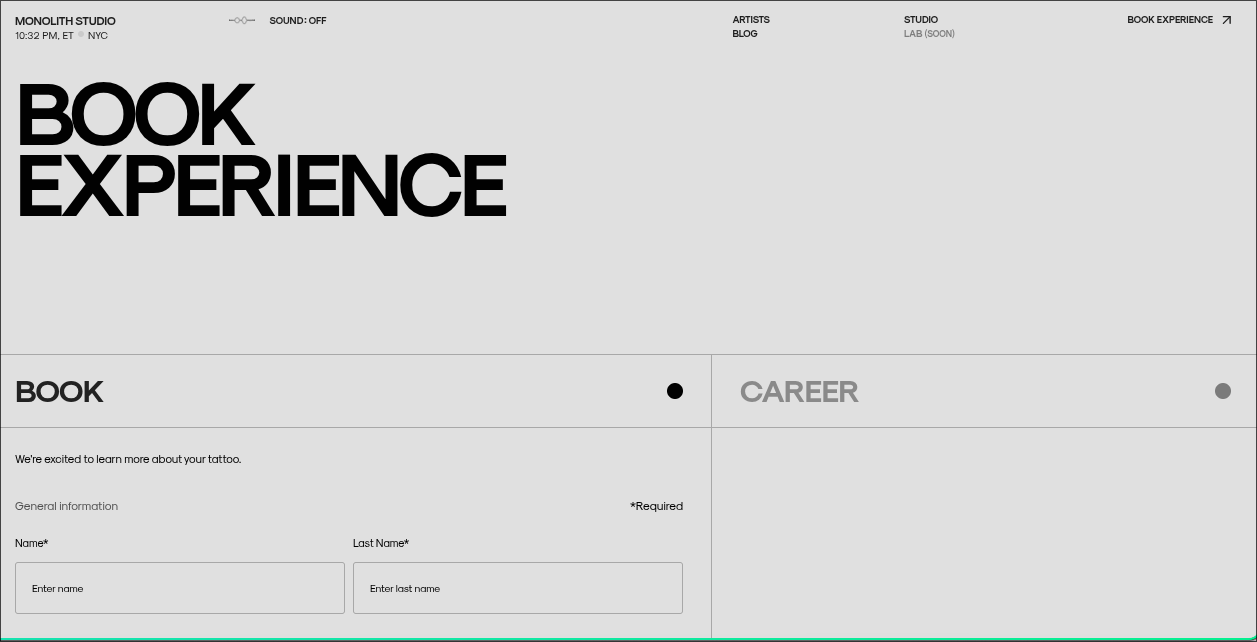 MONOLITH STUDIO
10:32 PM, ET NYC
SOUND: OFF
ARTISTS
BLOG
STUDIO
LAB (SOON)
BOOK EXPERIENCE
BOOK
EXPERIENCE
BOOK
CAREER
We're excited to learn more about your tattoo.
General information
*Required
Name*
Last Name*
Enter name
Enter last name